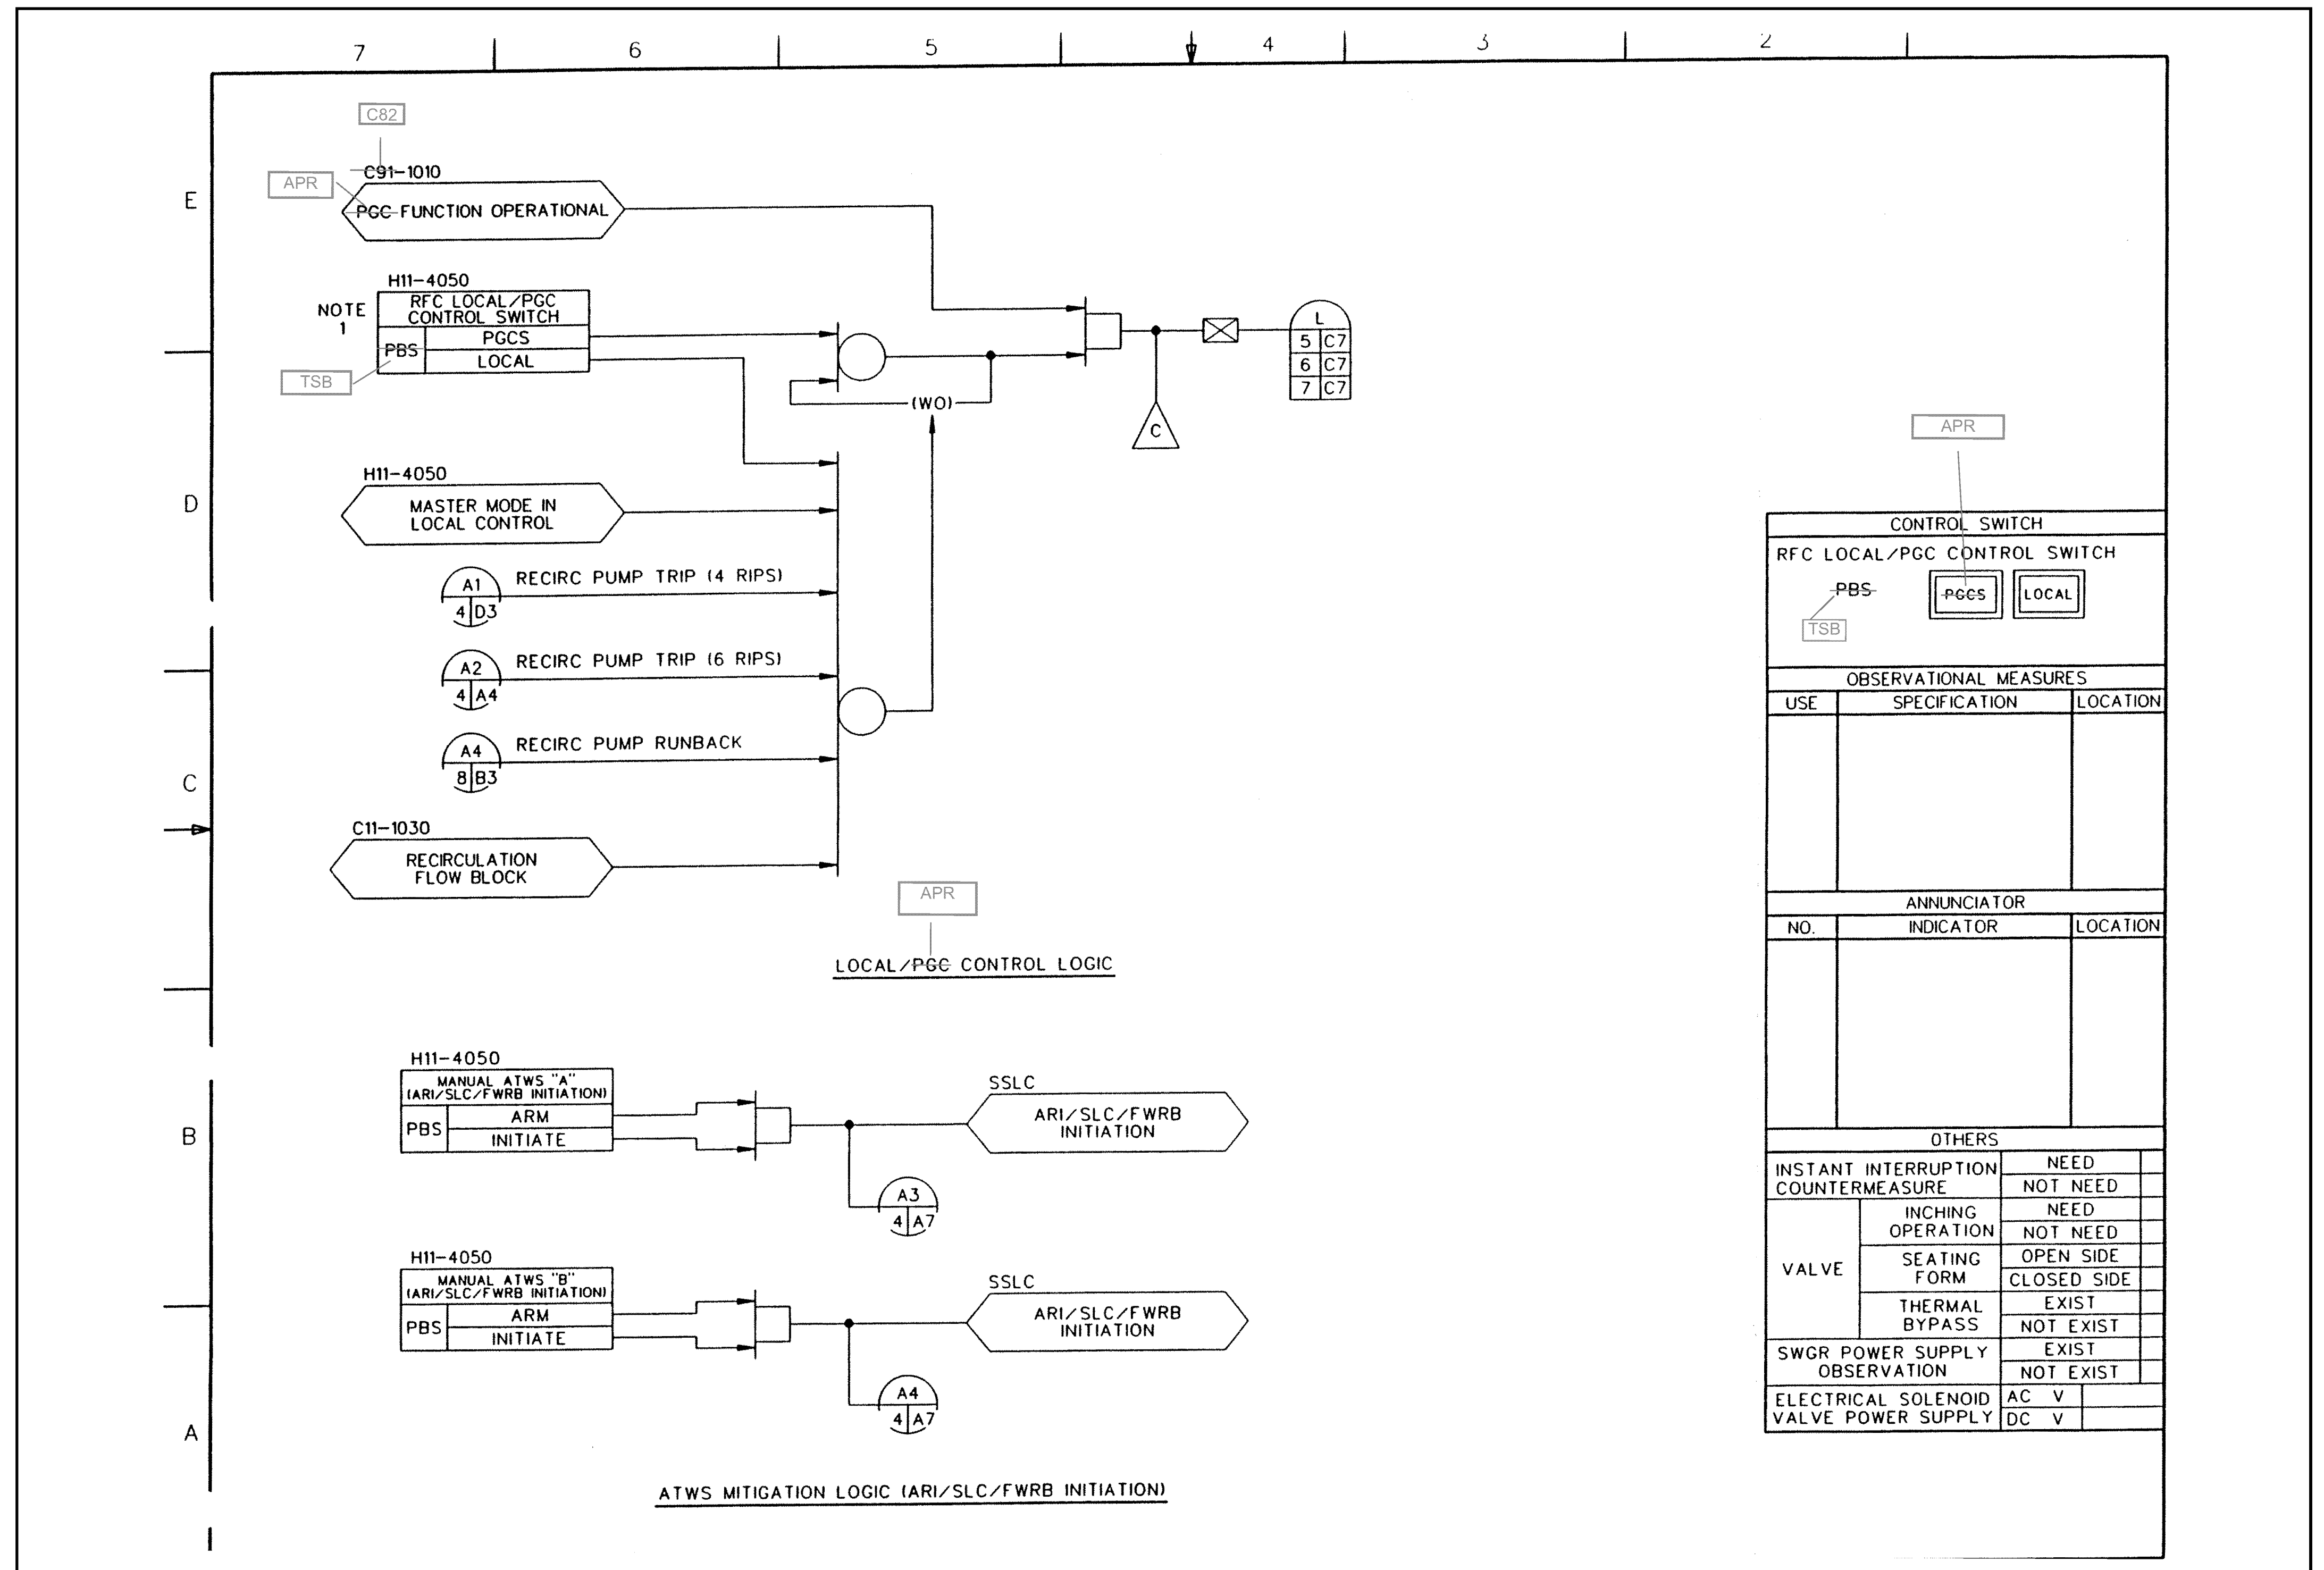 7 6 5 4 3 2
C82
C91-1010
APR
E
PGC FUNCTION OPERATIONAL
H11-4050
NOTE
1
RFC LOCAL/PGC
CONTROL SWITCH
PBS
PGCS
LOCAL
TSB
(WO)
L
5 C7
6 C7
7 C7
C
D
H11-4050
MASTER MODE IN
LOCAL CONTROL
A1
4 D3
RECIRC PUMP TRIP (4 RIPS)
A2
4 A4
RECIRC PUMP TRIP (6 RIPS)
A4
8 B3
RECIRC PUMP RUNBACK
C
C11-1030
RECIRCULATION
FLOW BLOCK
APR
LOCAL/PGC CONTROL LOGIC
B
H11-4050
MANUAL ATWS "A"
(ARI/SLC/FWRB INITIATION)
PBS
ARM
INITIATE
SSLC
ARI/SLC/FWRB
INITIATION
A3
4 A7
H11-4050
MANUAL ATWS "B"
(ARI/SLC/FWRB INITIATION)
PBS
ARM
INITIATE
SSLC
ARI/SLC/FWRB
INITIATION
A4
4 A7
A
ATWS MITIGATION LOGIC (ARI/SLC/FWRB INITIATION)
APR
CONTROL SWITCH
RFC LOCAL/PGC CONTROL SWITCH
PBS PGCS LOCAL
TSB
OBSERVATIONAL MEASURES
USE SPECIFICATION LOCATION
ANNUNCIATOR
NO. INDICATOR LOCATION
OTHERS
INSTANT INTERRUPTION
COUNTERMEASURE
NEED
NOT NEED
VALVE
INCHING
OPERATION
NEED
NOT NEED
SEATING
FORM
OPEN SIDE
CLOSED SIDE
THERMAL
BYPASS
EXIST
NOT EXIST
SWGR POWER SUPPLY
OBSERVATION
EXIST
NOT EXIST
ELECTRICAL SOLENOID
VALVE POWER SUPPLY
AC V
DC V